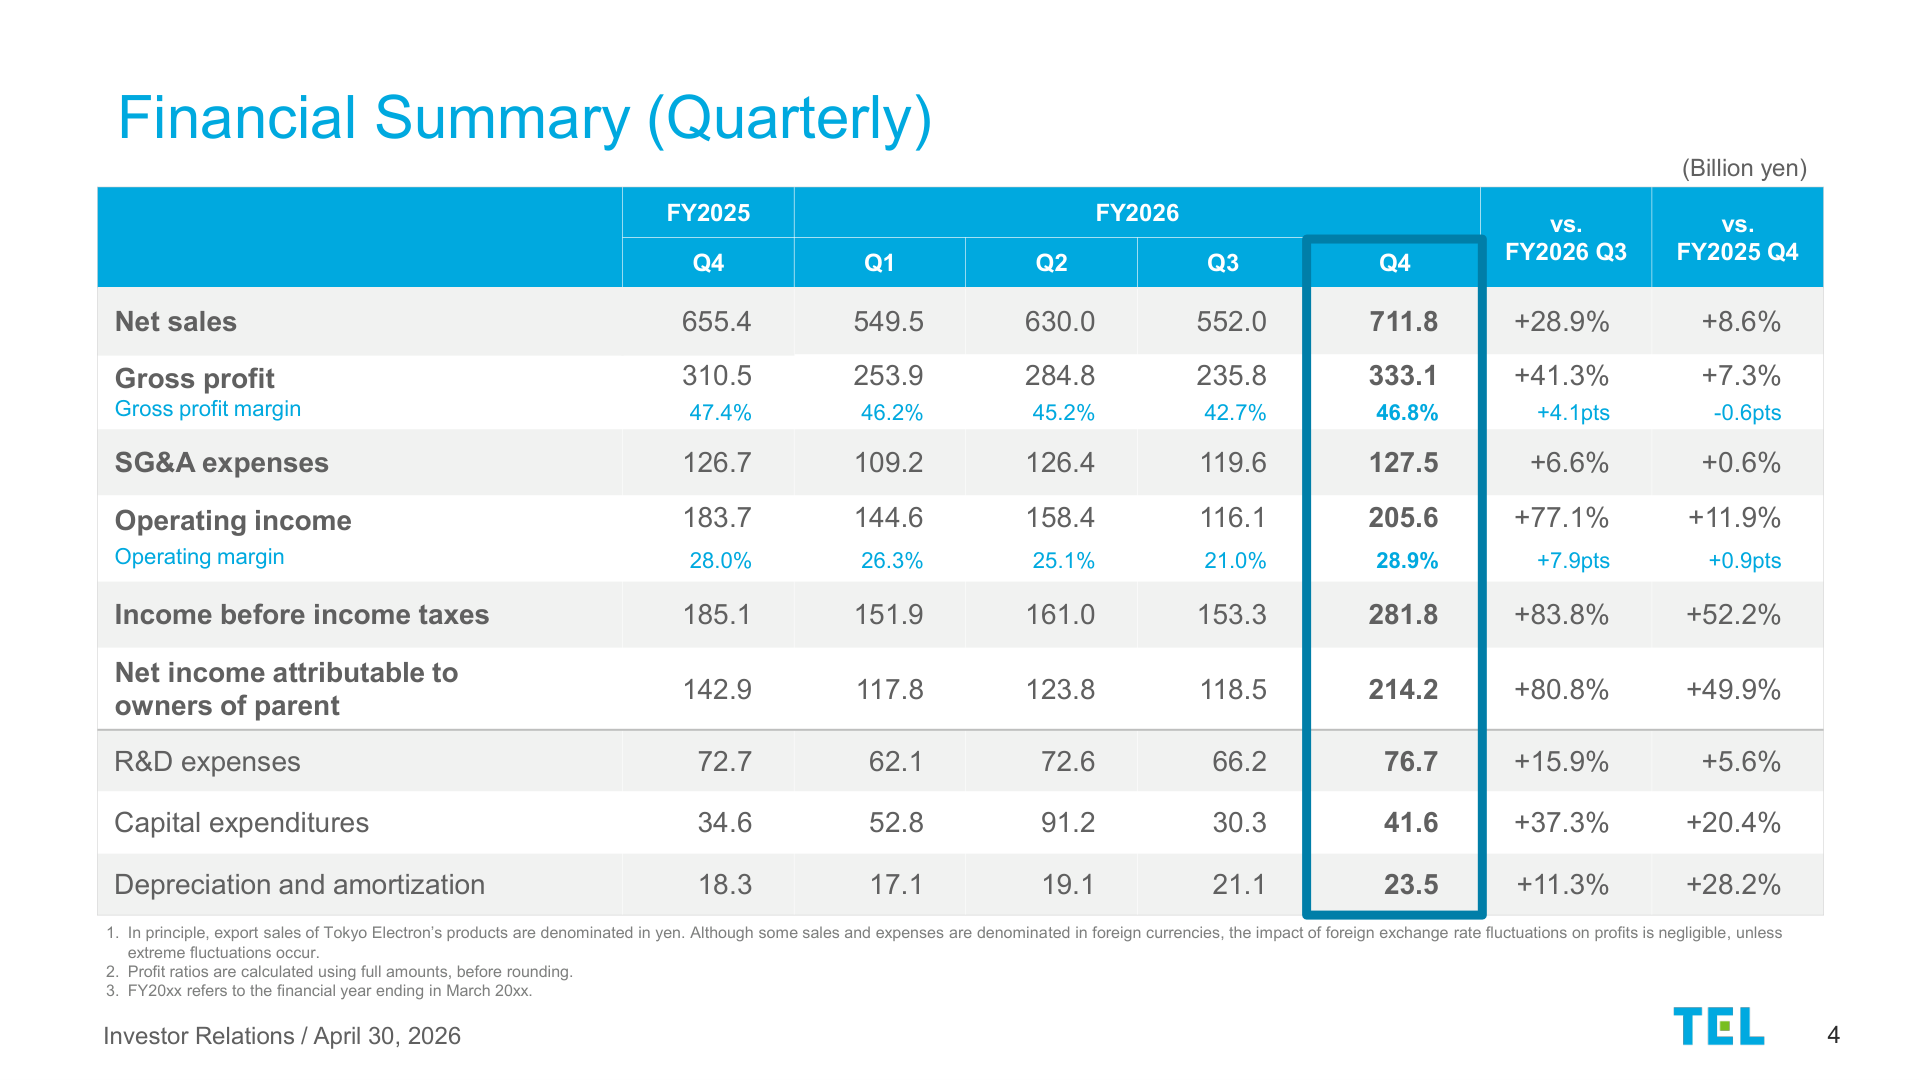 Financial Summary (Quarterly)
(Billion yen)
FY2025 FY2026 vs. FY2026 Q3 vs. FY2025 Q4
Q4 Q1 Q2 Q3 Q4
Net sales 655.4 549.5 630.0 552.0 711.8 +28.9% +8.6%
Gross profit 310.5 253.9 284.8 235.8 333.1 +41.3% +7.3%
Gross profit margin 47.4% 46.2% 45.2% 42.7% 46.8% +4.1pts -0.6pts
SG&A expenses 126.7 109.2 126.4 119.6 127.5 +6.6% +0.6%
Operating income 183.7 144.6 158.4 116.1 205.6 +77.1% +11.9%
Operating margin 28.0% 26.3% 25.1% 21.0% 28.9% +7.9pts +0.9pts
Income before income taxes 185.1 151.9 161.0 153.3 281.8 +83.8% +52.2%
Net income attributable to
owners of parent 142.9 117.8 123.8 118.5 214.2 +80.8% +49.9%
R&D expenses 72.7 62.1 72.6 66.2 76.7 +15.9% +5.6%
Capital expenditures 34.6 52.8 91.2 30.3 41.6 +37.3% +20.4%
Depreciation and amortization 18.3 17.1 19.1 21.1 23.5 +11.3% +28.2%
1. In principle, export sales of Tokyo Electron’s products are denominated in yen. Although some sales and expenses are denominated in foreign currencies, the impact of foreign exchange rate fluctuations on profits is negligible, unless
extreme fluctuations occur.
2. Profit ratios are calculated using full amounts, before rounding.
3. FY20xx refers to the financial year ending in March 20xx.
Investor Relations / April 30, 2026
TEL
4